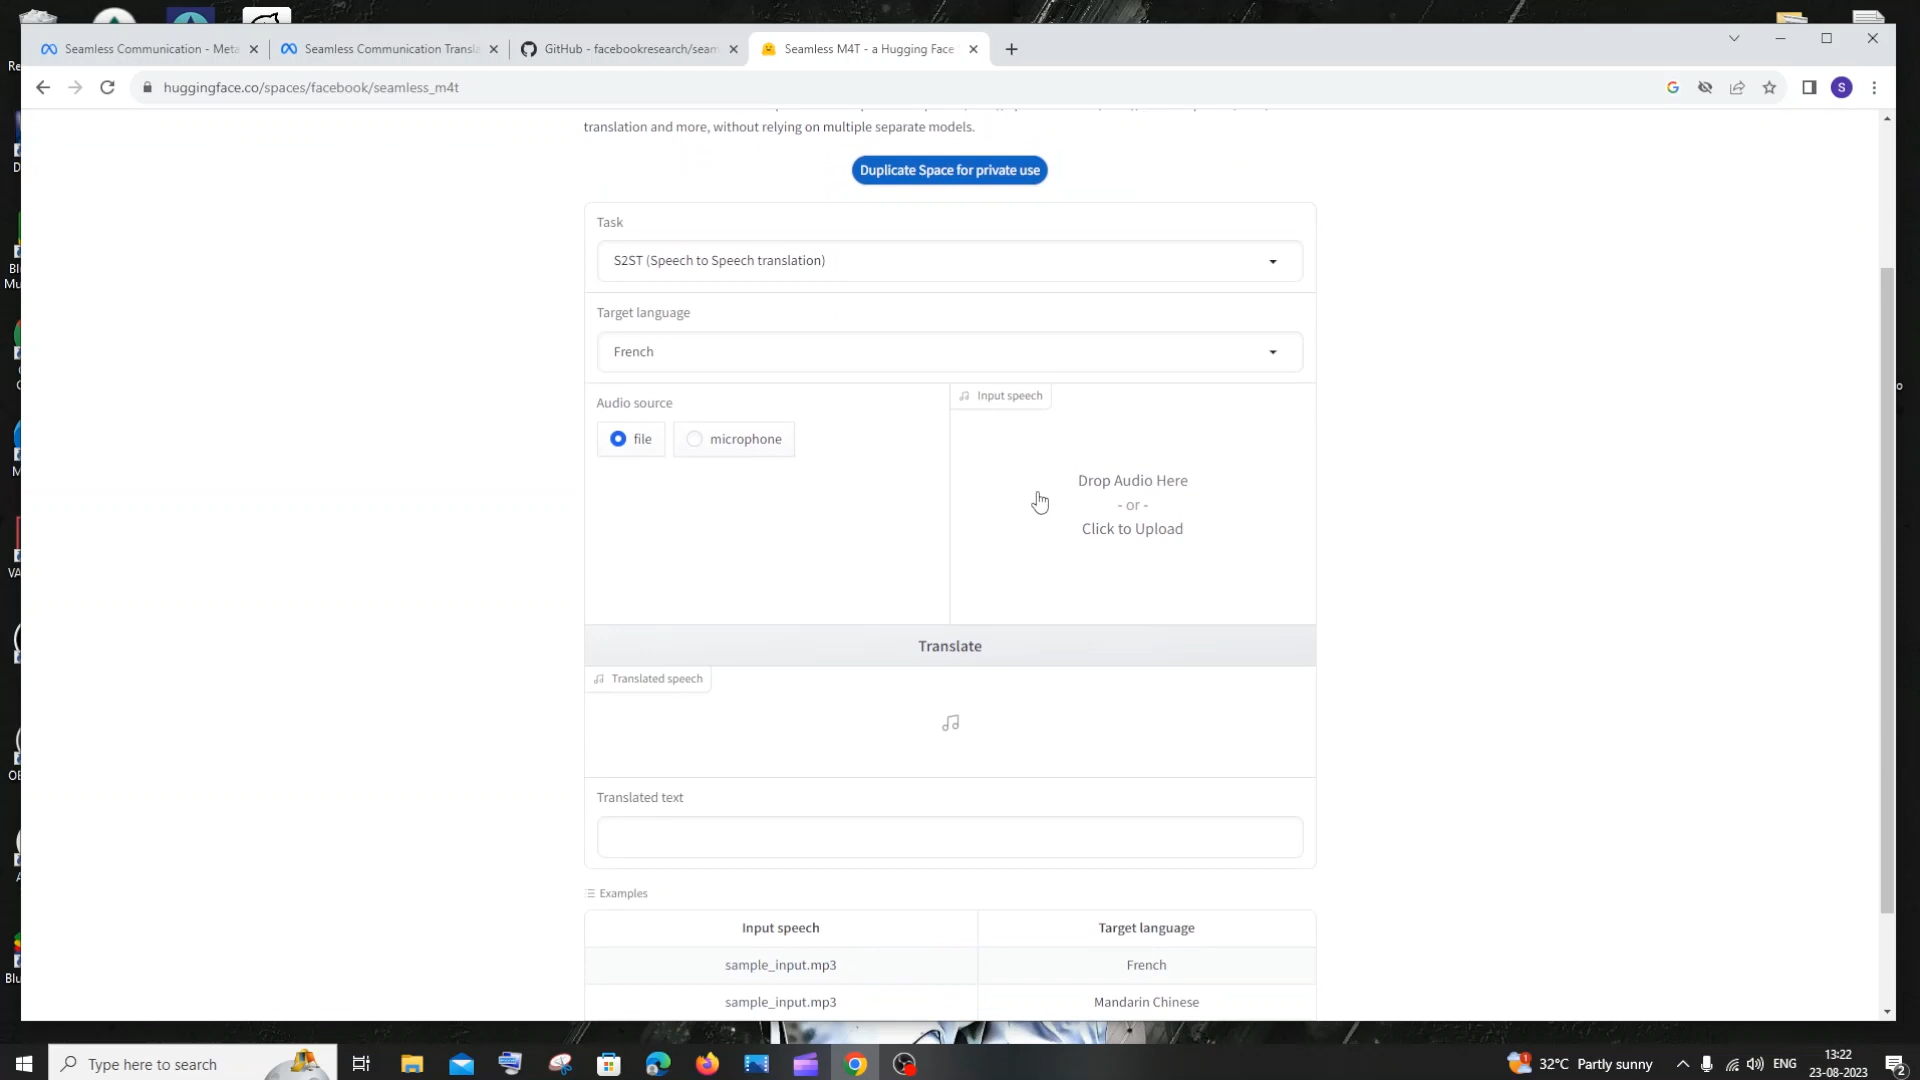 Seamless Communication - Meta
Seamless Communication Transla
GitHub - facebookresearch/seam
Seamless M4T - a Hugging Face
huggingface.co/spaces/facebook/seamless_m4t
S
translation and more, without relying on multiple separate models.
Duplicate Space for private use
Task
S2ST (Speech to Speech translation)
Target language
French
Audio source
file
microphone
Input speech
Drop Audio Here
- or -
Click to Upload
Translate
Translated speech
Translated text
Examples
Input speech
Target language
sample_input.mp3
French
sample_input.mp3
Mandarin Chinese
Type here to search
32°C Partly sunny
ENG
13:22
23-08-2023
2